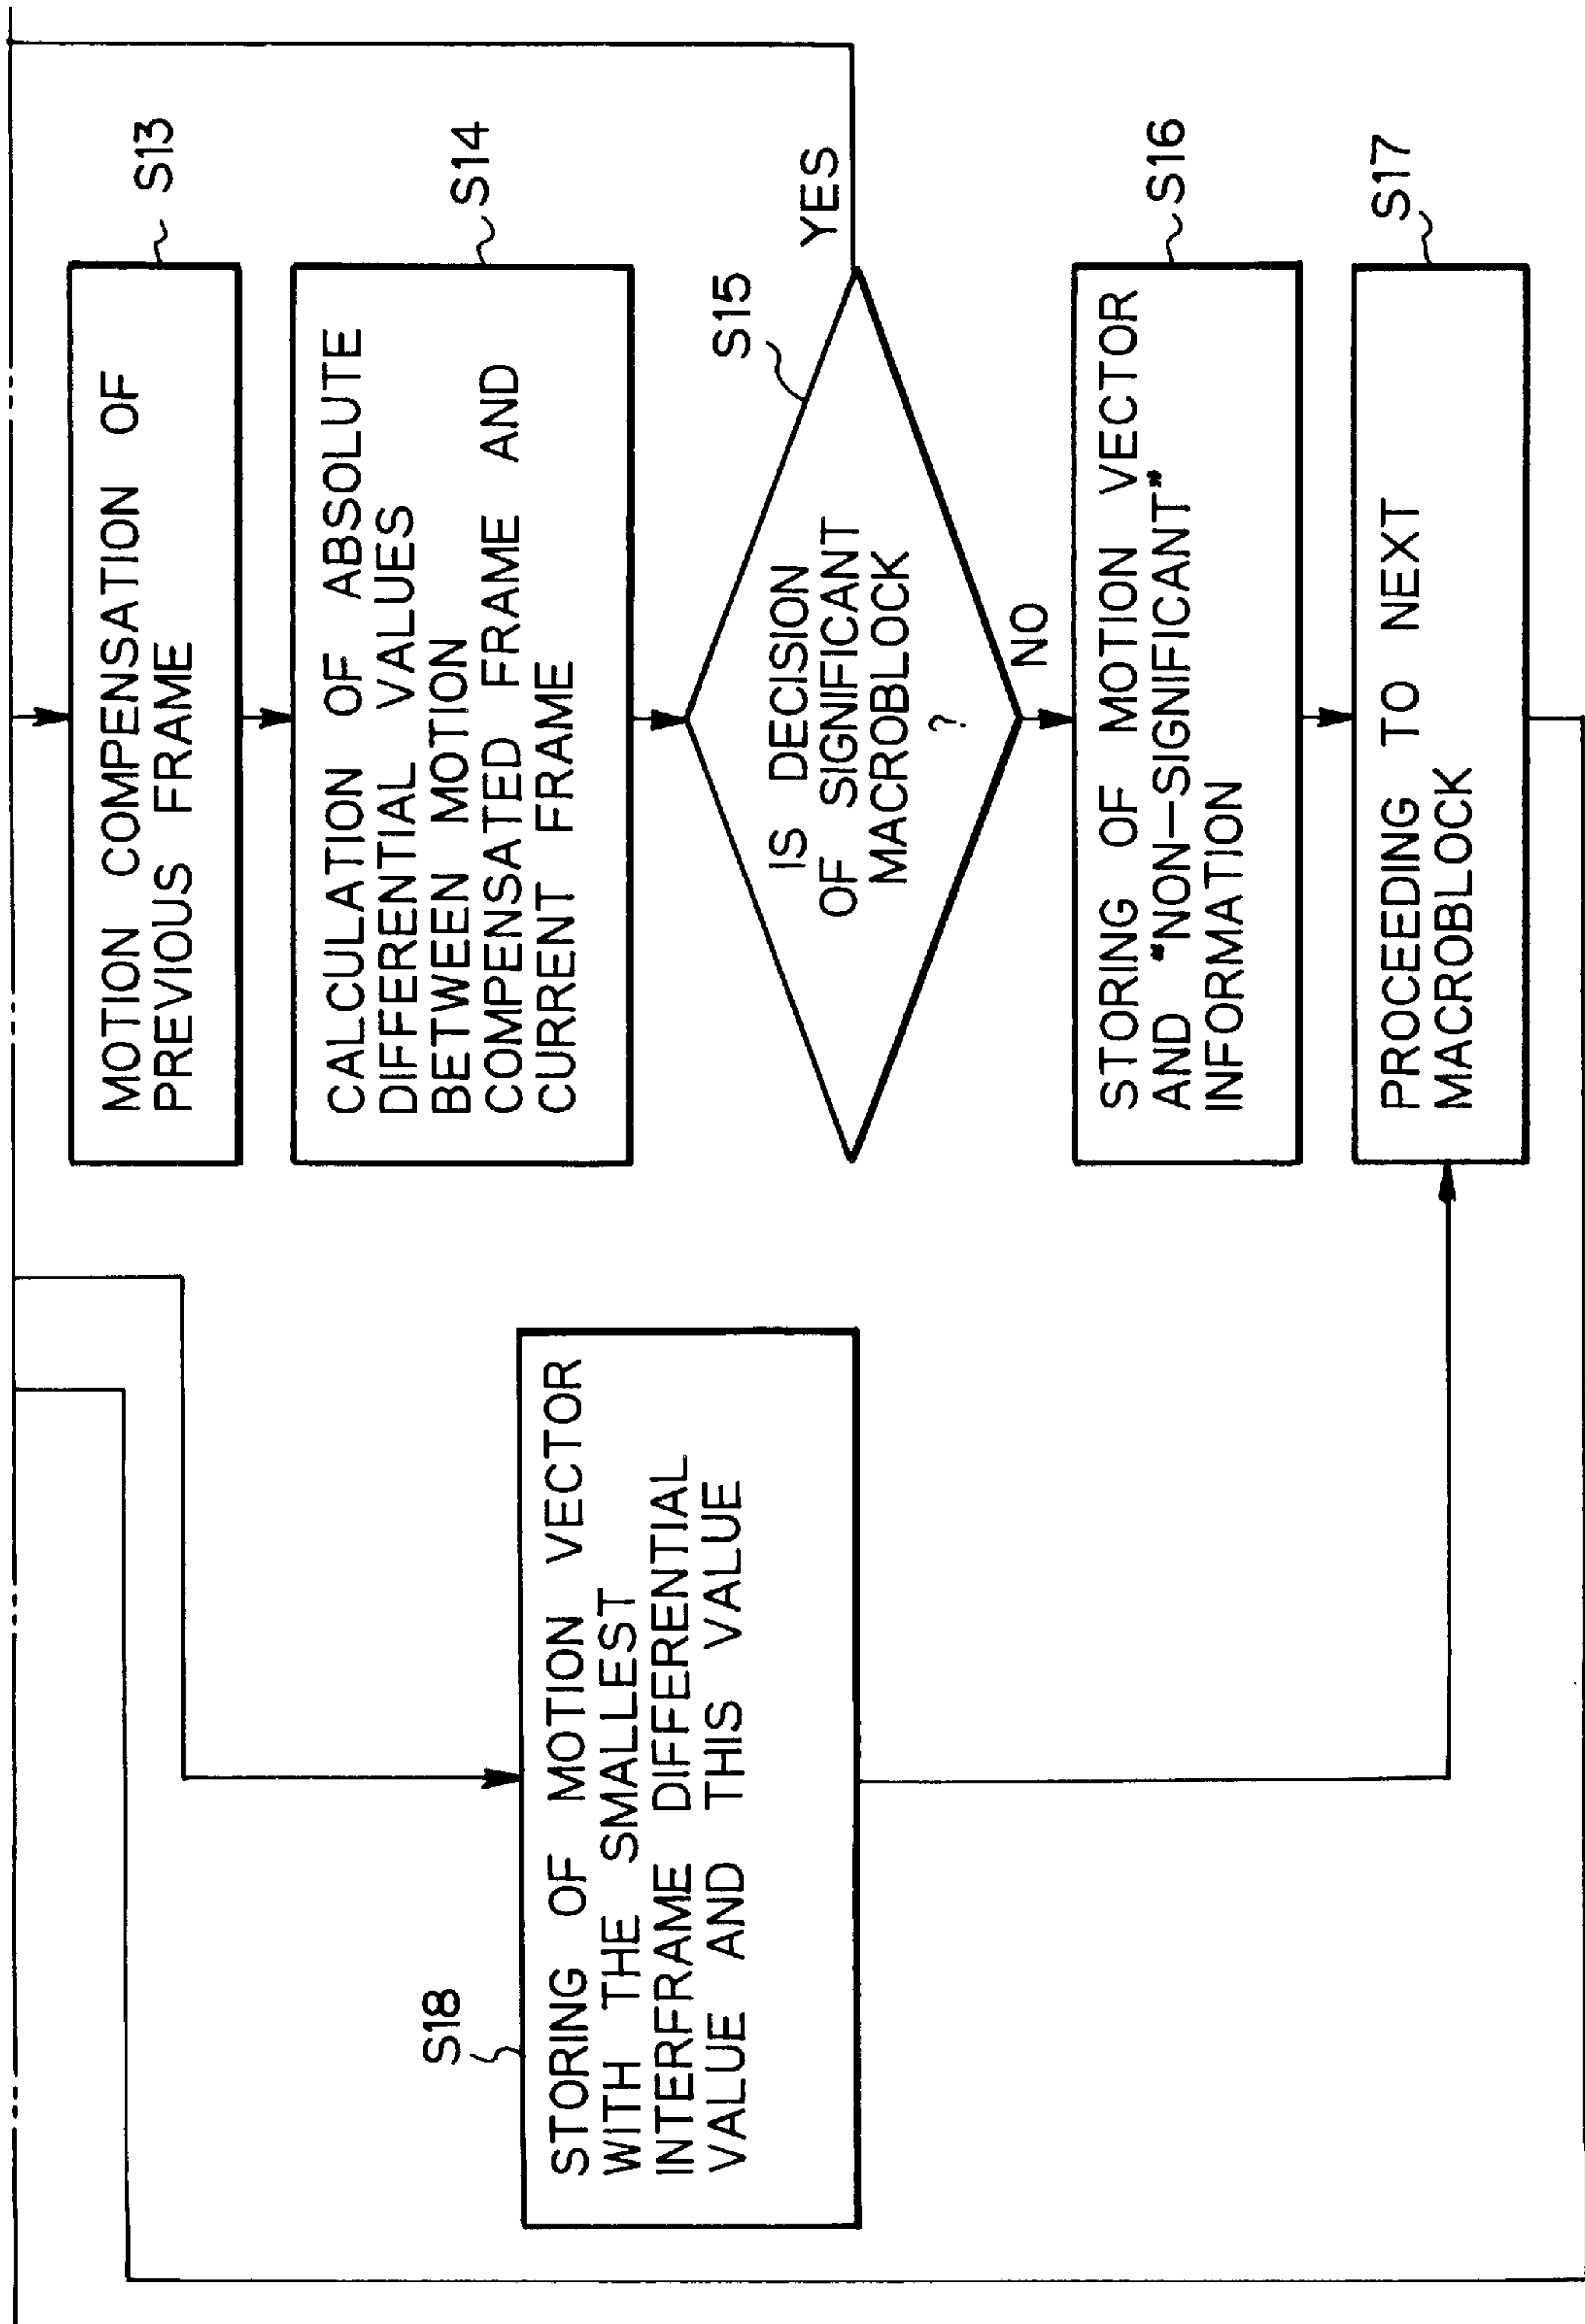 S13
MOTION COMPENSATION OF
PREVIOUS FRAME
S14
CALCULATION OF ABSOLUTE
DIFFERENTIAL VALUES
BETWEEN MOTION
COMPENSATED FRAME AND
CURRENT FRAME
S15
IS DECISION
OF SIGNIFICANT
MACROBLOCK
?
YES
NO
S16
STORING OF MOTION VECTOR
AND "NON-SIGNIFICANT"
INFORMATION
S17
PROCEEDING TO NEXT
MACROBLOCK
S18
STORING OF MOTION VECTOR
WITH THE SMALLEST
INTERFRAME DIFFERENTIAL
VALUE AND THIS VALUE